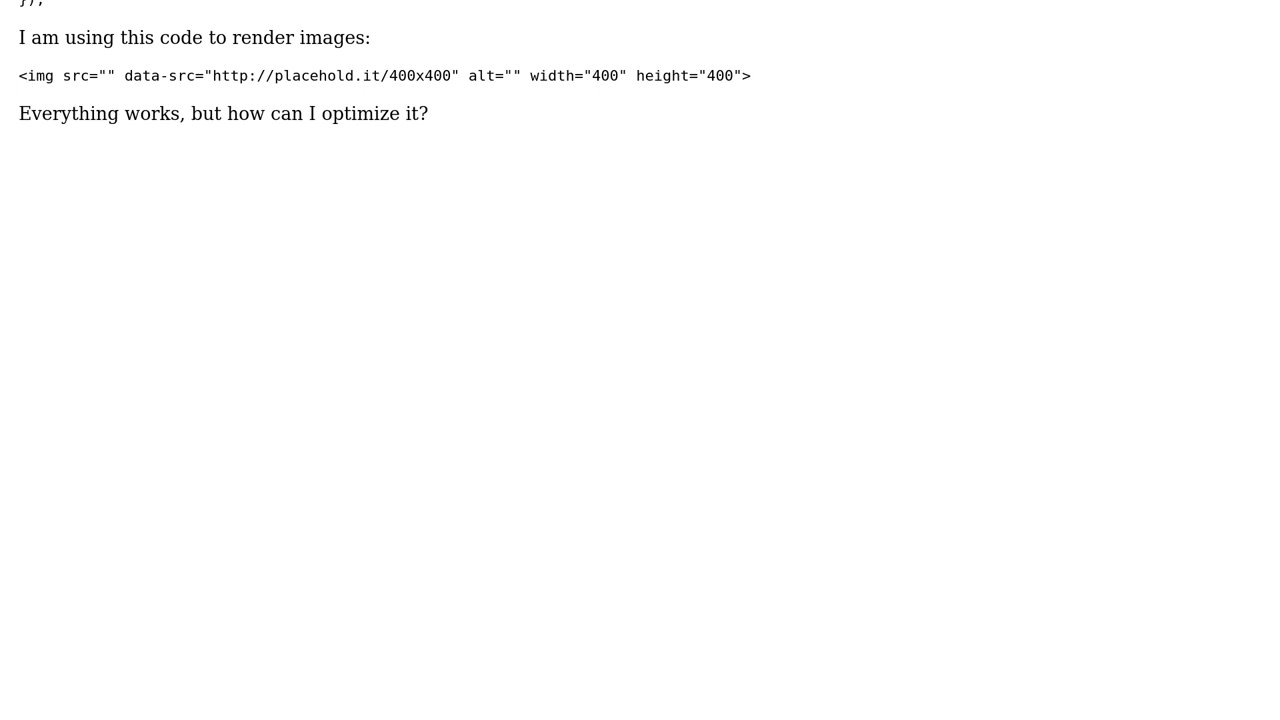 });
I am using this code to render images:
<img src="" data-src="http://placehold.it/400x400" alt="" width="400" height="400">
Everything works, but how can I optimize it?